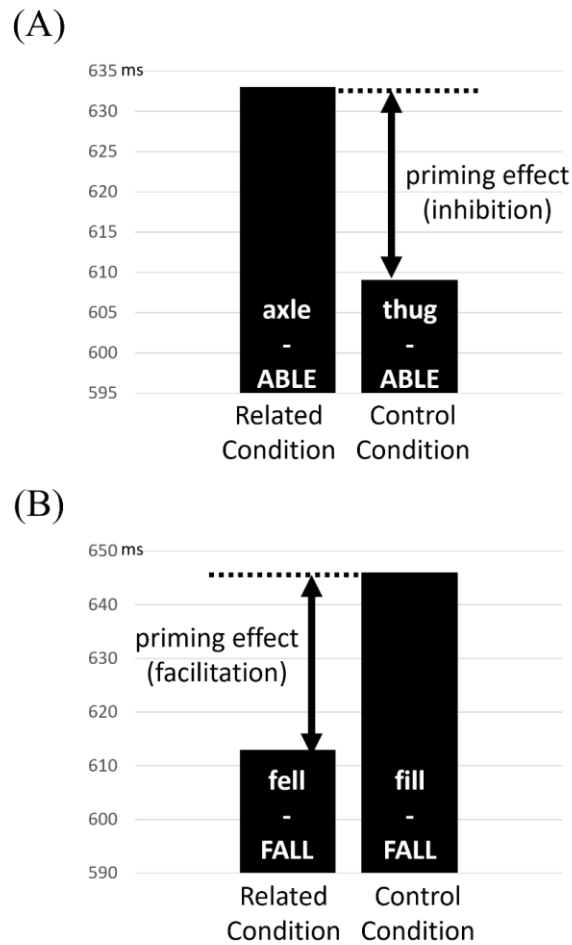 (A)
635 ms
630
625
620
615
610
605
600
595
priming effect
(inhibition)
axle
-
ABLE
thug
-
ABLE
Related
Condition
Control
Condition
(B)
650 ms
640
630
620
610
600
590
priming effect
(facilitation)
fell
-
FALL
fill
-
FALL
Related
Condition
Control
Condition